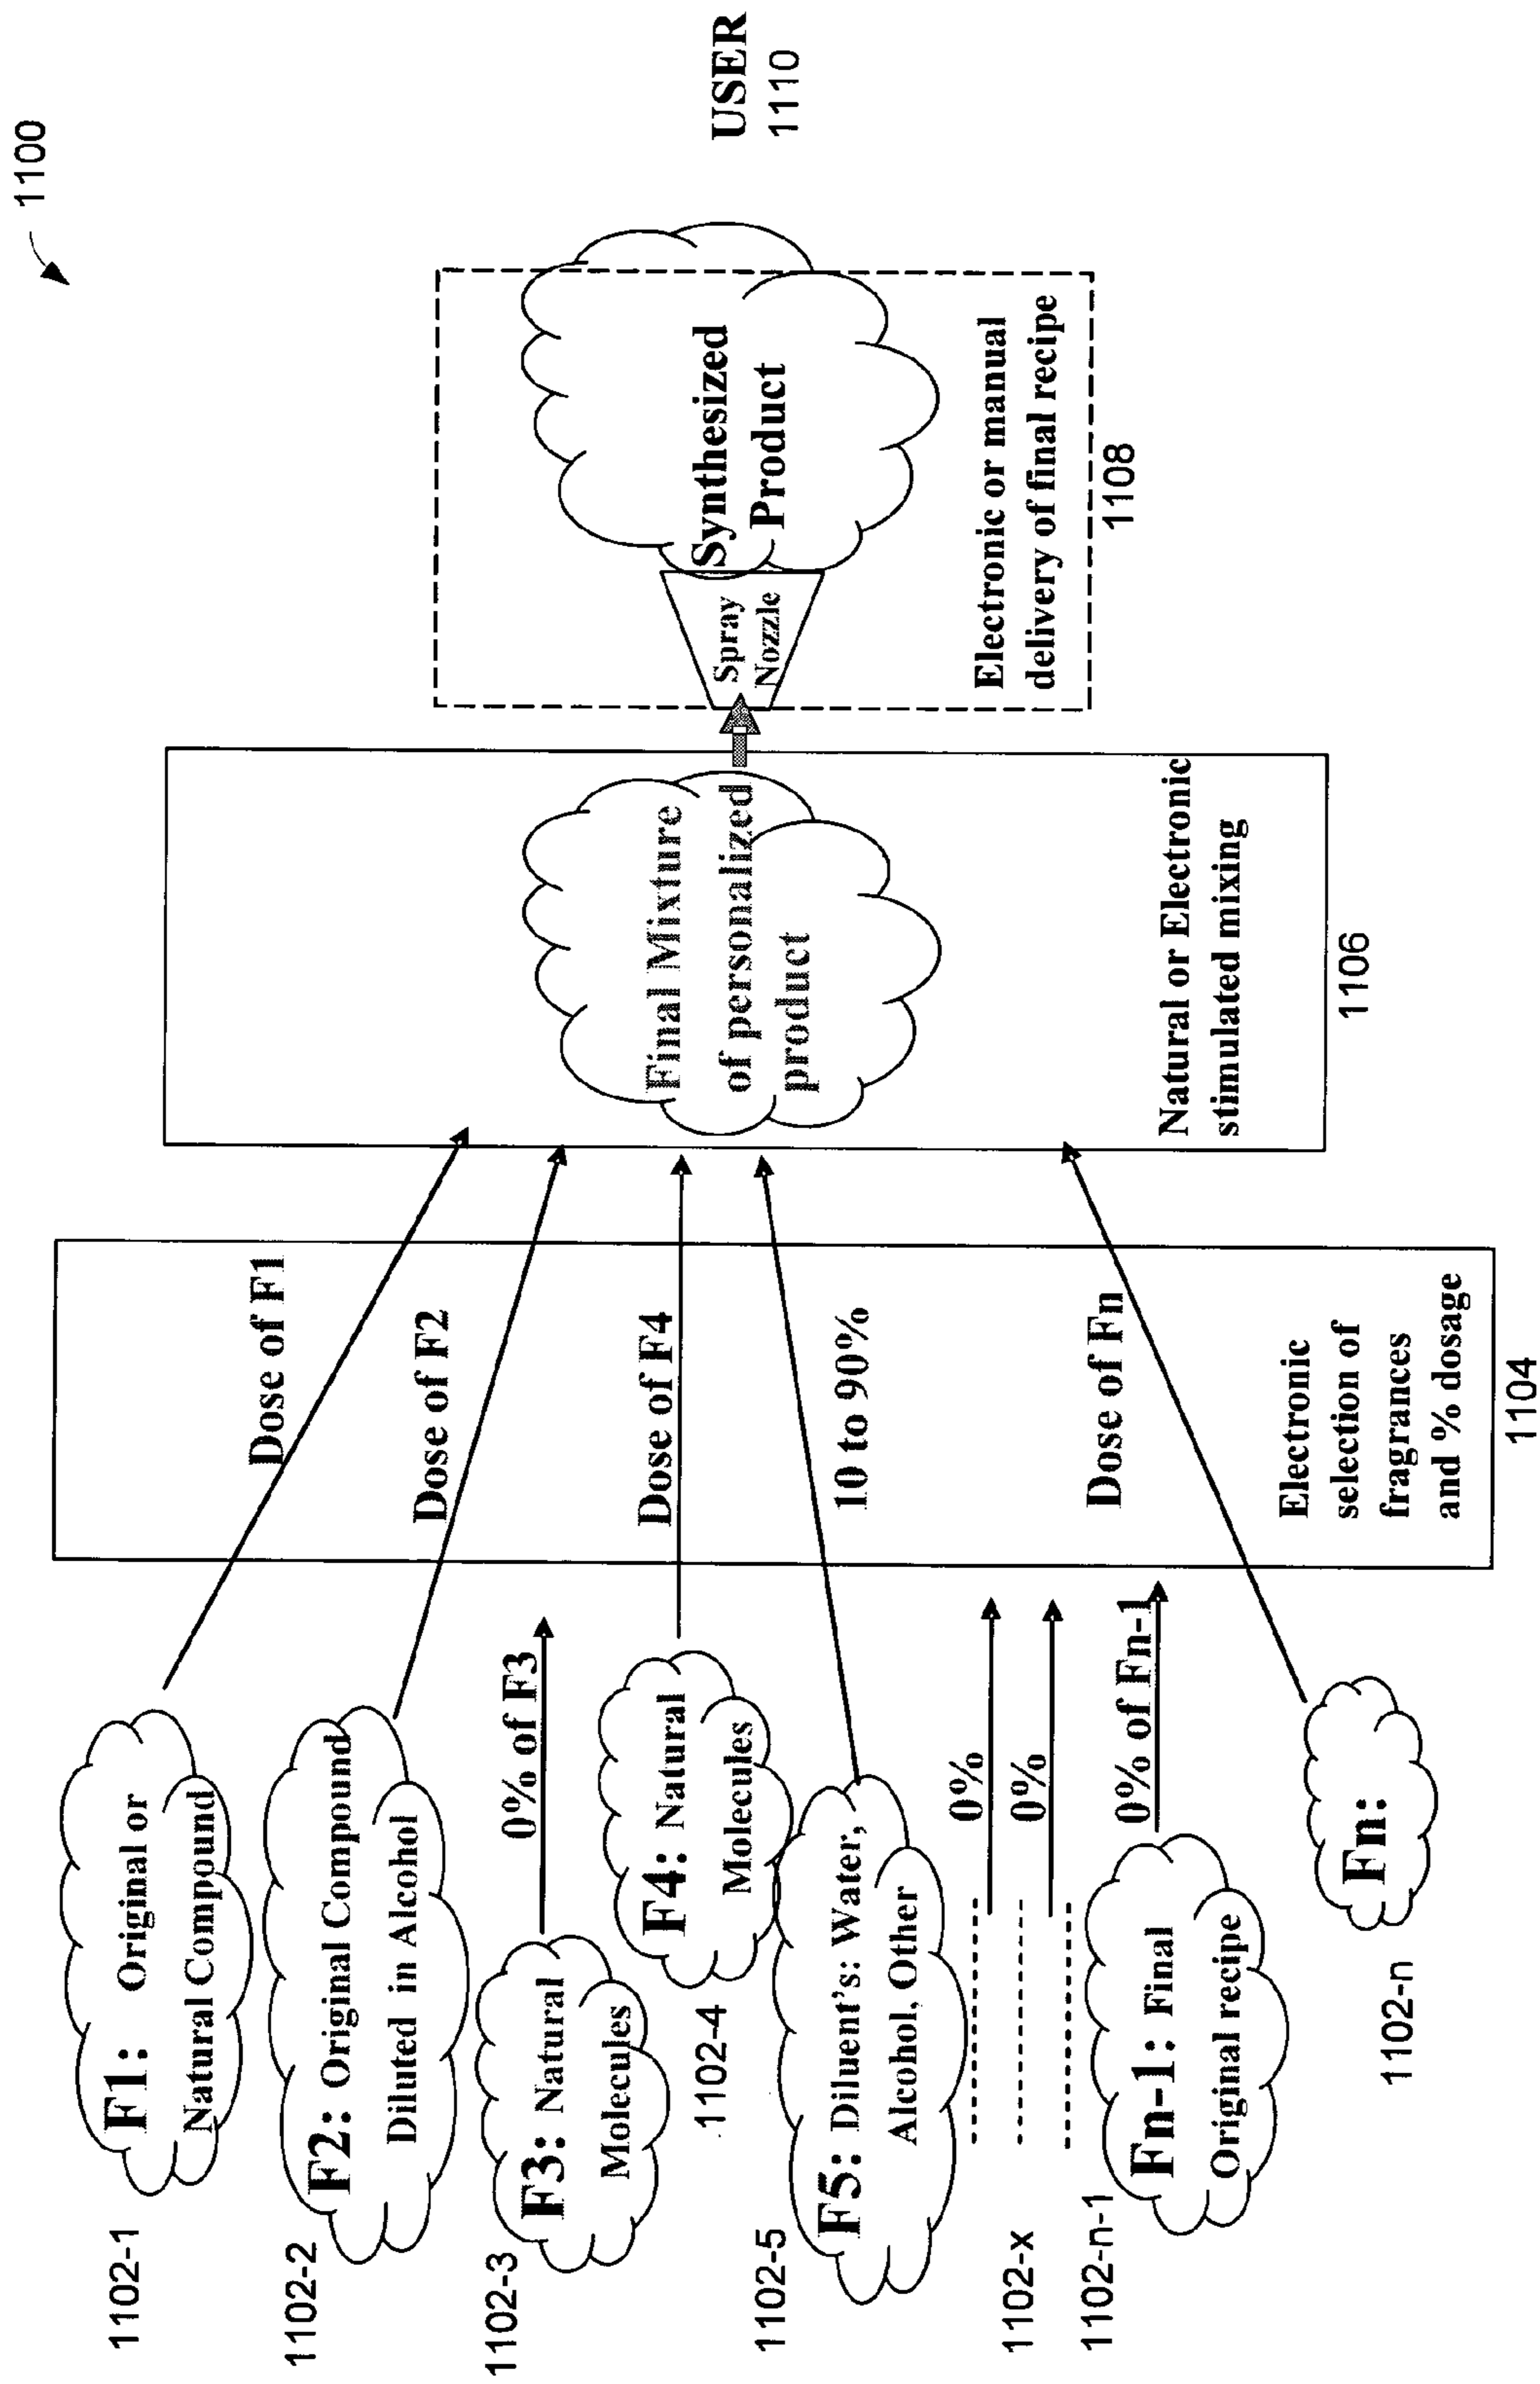 1100
1102-1
F1: Original or
Natural Compound
1102-2
F2: Original Compound
Diluted in Alcohol
1102-3
F3: Natural
Molecules
0% of F3
1102-4
F4: Natural
Molecules
1102-5
F5: Diluent's: Water,
Alcohol, Other
1102-x
0%
0%
1102-n-1
Fn-1: Final
Original recipe
0% of Fn-1
1102-n
Fn:
Dose of F1
Dose of F2
Dose of F4
10 to 90%
Dose of Fn
Electronic
selection of
fragrances
and % dosage
1104
Final Mixture
of personalized
product
Natural or Electronic
stimulated mixing
1106
Spray
Nozzle
Synthesized
Product
Electronic or manual
delivery of final recipe
1108
USER
1110